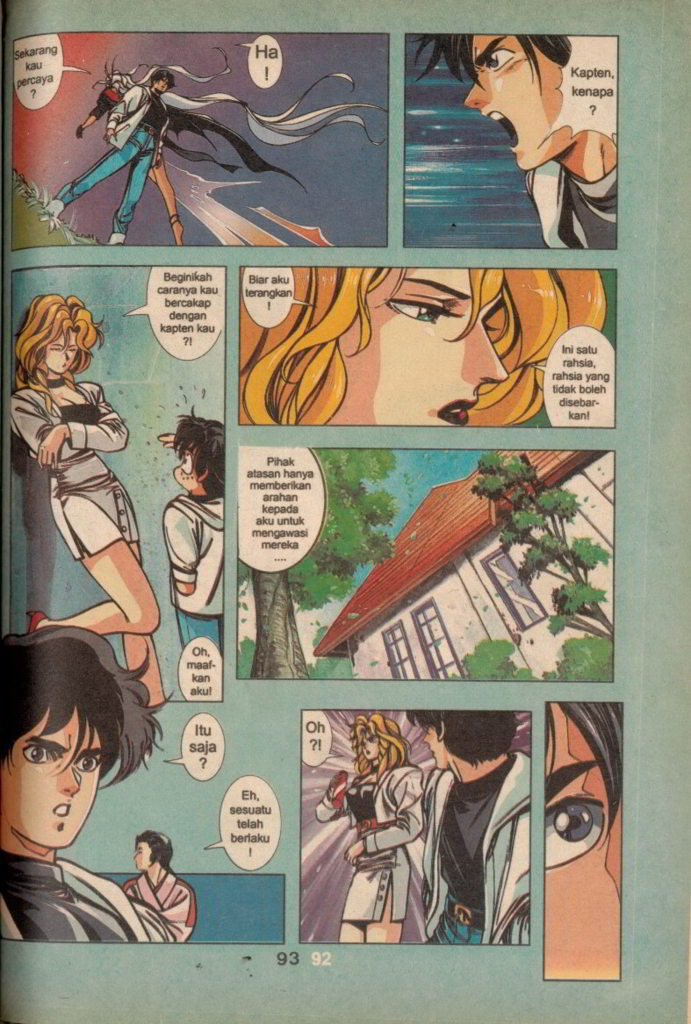 Sekarang
kau
percaya
?
Ha
!
Kapten,
kenapa
?
Beginikah
caranya kau
bercakap
dengan
kapten kau
?!
Oh,
maaf-
kan
aku!
Biar aku
terangkan
!
Ini satu
rahsia,
rahsia yang
tidak boleh
disebar-
kan!
Pihak
atasan hanya
memberikan
arahan
kepada
aku untuk
mengawasi
mereka
....
Itu
saja
?
Eh,
sesuatu
telah
berlaku
!
Oh
?!
93 92